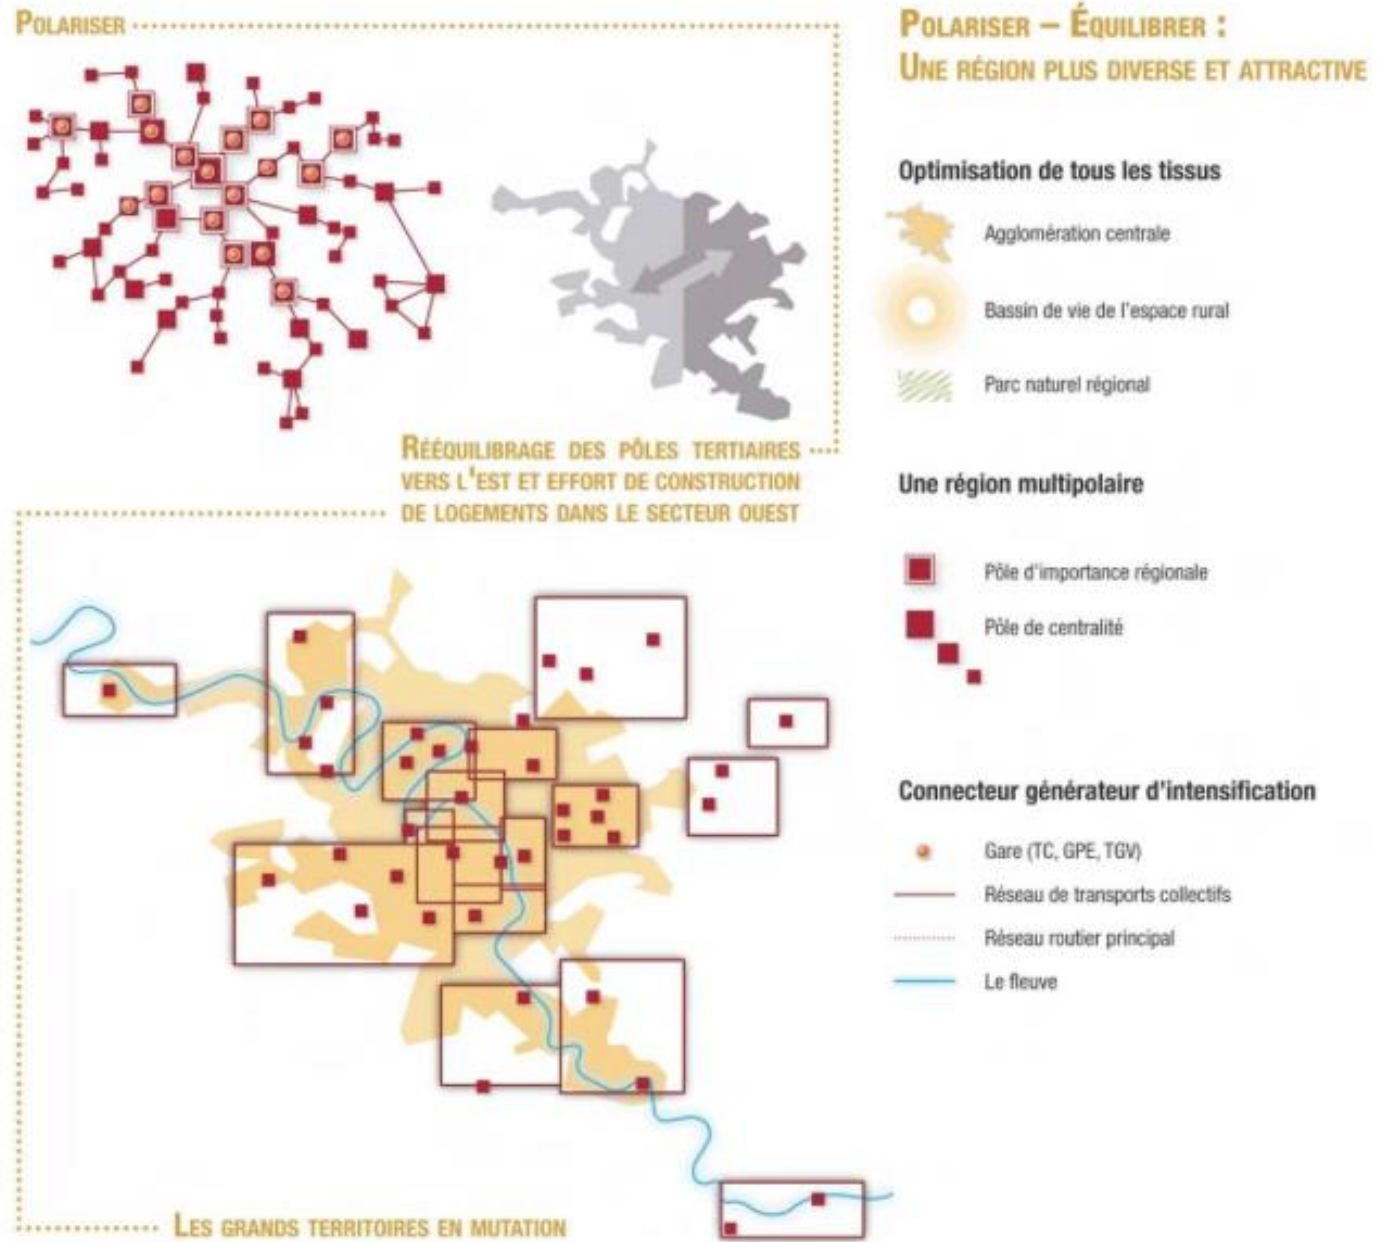 POLARISER
RÉÉQUILIBRAGE DES PÔLES TERTIAIRES
VERS L'EST ET EFFORT DE CONSTRUCTION
DE LOGEMENTS DANS LE SECTEUR OUEST
LES GRANDS TERRITOIRES EN MUTATION
POLARISER – ÉQUILIBRER :
UNE RÉGION PLUS DIVERSE ET ATTRACTIVE
Optimisation de tous les tissus
Agglomération centrale
Bassin de vie de l'espace rural
Parc naturel régional
Une région multipolaire
Pôle d'importance régionale
Pôle de centralité
Connecteur générateur d'intensification
Gare (TC, GPE, TGV)
Réseau de transports collectifs
Réseau routier principal
Le fleuve